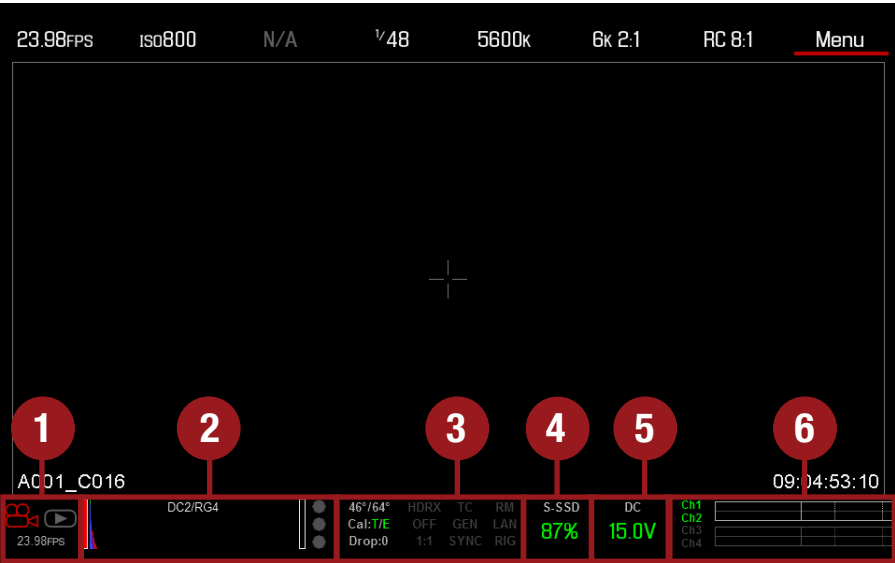 23.98FPS ISO800 N/A 1/48 5600K 6K 2:1 RC 8:1 Menu
1 2 3 4 5 6
A001_C016 09:04:53:10
DC2/RG4
23.98FPS
46°/64° HDRX TC RM
Cal:T/E OFF GEN LAN
Drop:0 1:1 SYNC RIG
S-SSD
87%
DC
15.0V
Ch1
Ch2
Ch3
Ch4